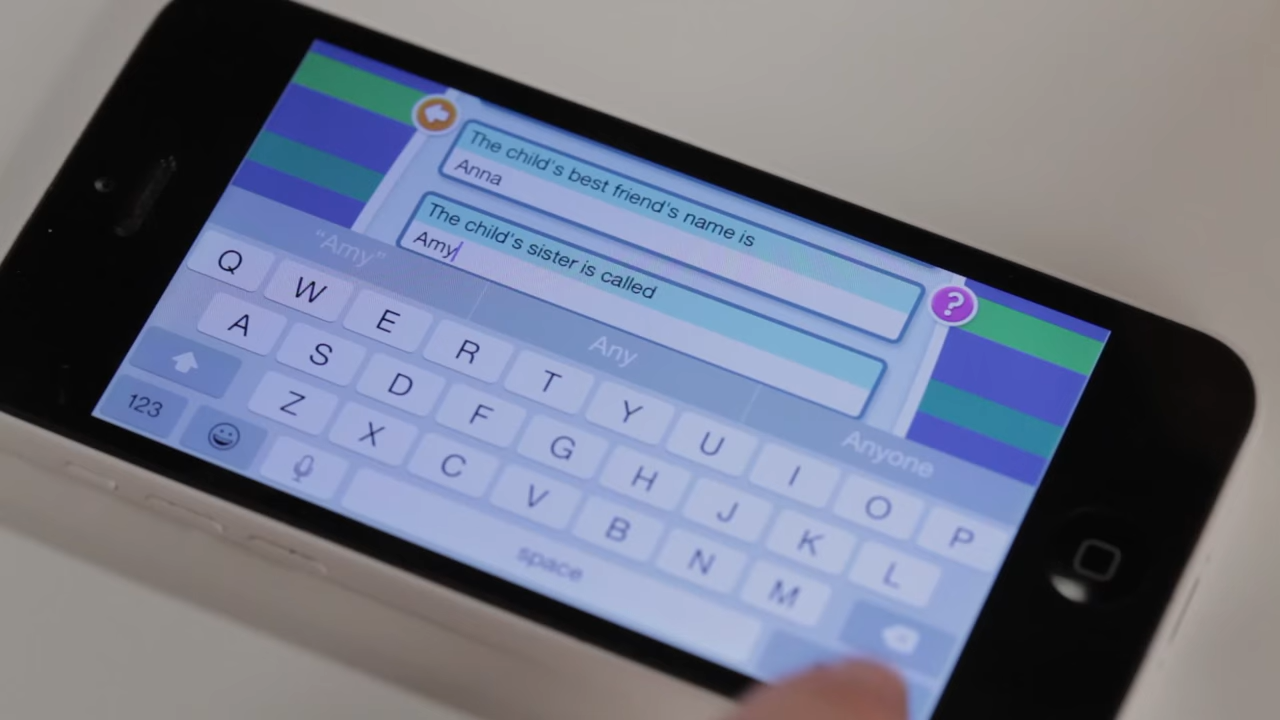 The child's best friend's name is
Anna
The child's sister is called
Amy
?
"Amy" Any Anyone
Q W E R T Y U I O P
A S D F G H J K L
Z X C V B N M
123 space